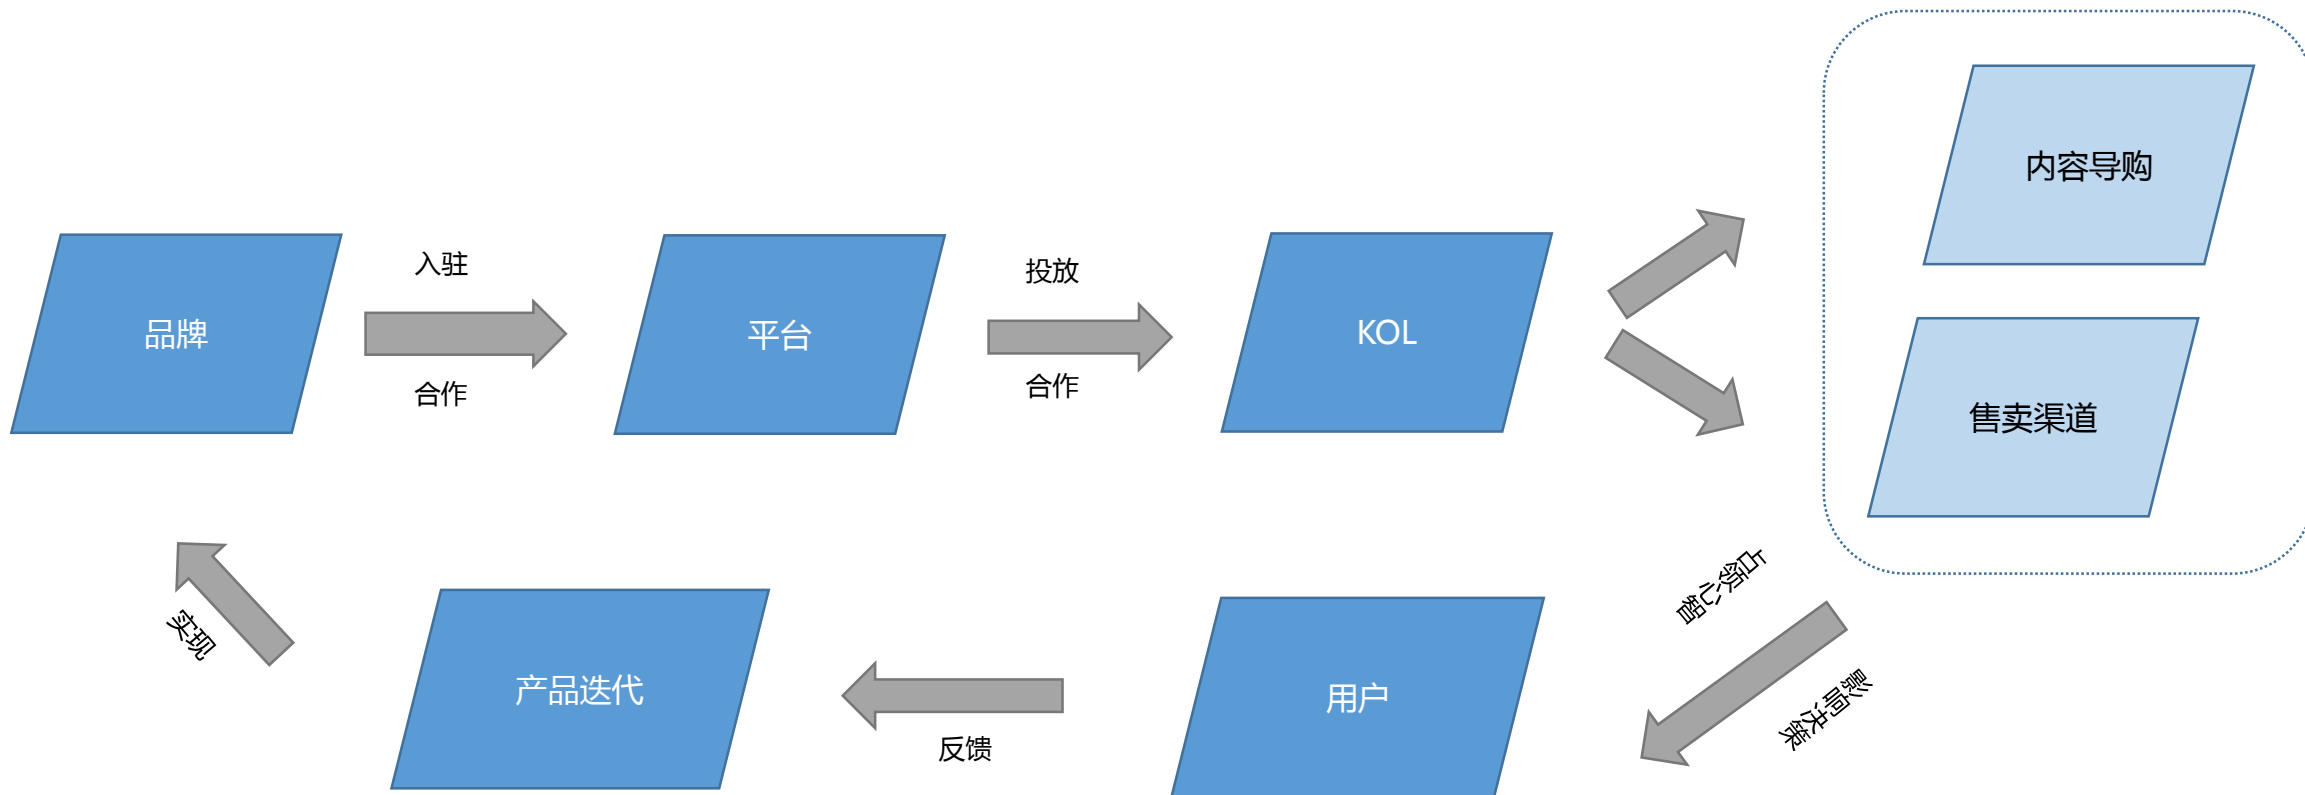 内容导购
入驻
投放
品牌
平台
KOL
合作
合作
售卖渠道
占领心智
影响决策
实现
产品迭代
用户
反馈